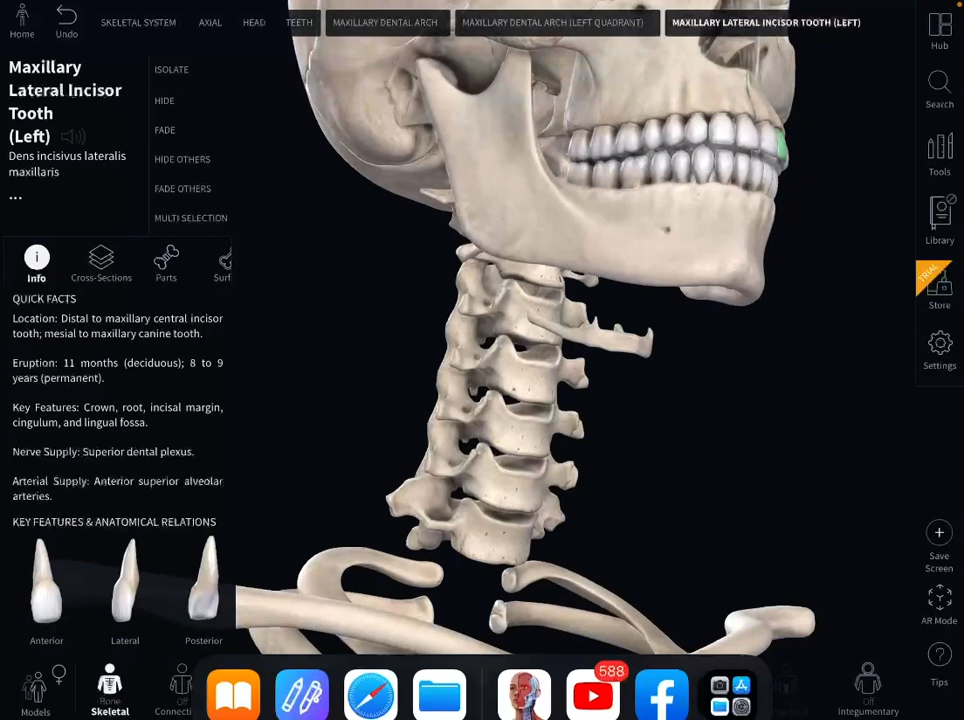 Home
Undo
SKELETAL SYSTEM
AXIAL
HEAD
TEETH
MAXILLARY DENTAL ARCH
MAXILLARY DENTAL ARCH (LEFT QUADRANT)
MAXILLARY LATERAL INCISOR TOOTH (LEFT)
Maxillary
Lateral Incisor
Tooth
(Left)
Dens incisivus lateralis
maxillaris
...
ISOLATE
HIDE
FADE
HIDE OTHERS
FADE OTHERS
MULTI SELECTION
Info
Cross-Sections
Parts
QUICK FACTS
Location: Distal to maxillary central incisor
tooth; mesial to maxillary canine tooth.
Eruption: 11 months (deciduous); 8 to 9
years (permanent).
Key Features: Crown, root, incisal margin,
cingulum, and lingual fossa.
Nerve Supply: Superior dental plexus.
Arterial Supply: Anterior superior alveolar
arteries.
KEY FEATURES & ANATOMICAL RELATIONS
Anterior
Lateral
Posterior
Models
Bone
Skeletal
Off
Connecti
588
Off
Integumentary
Hub
Search
Tools
Library
TRIAL
Store
Settings
Save
Screen
AR Mode
Tips